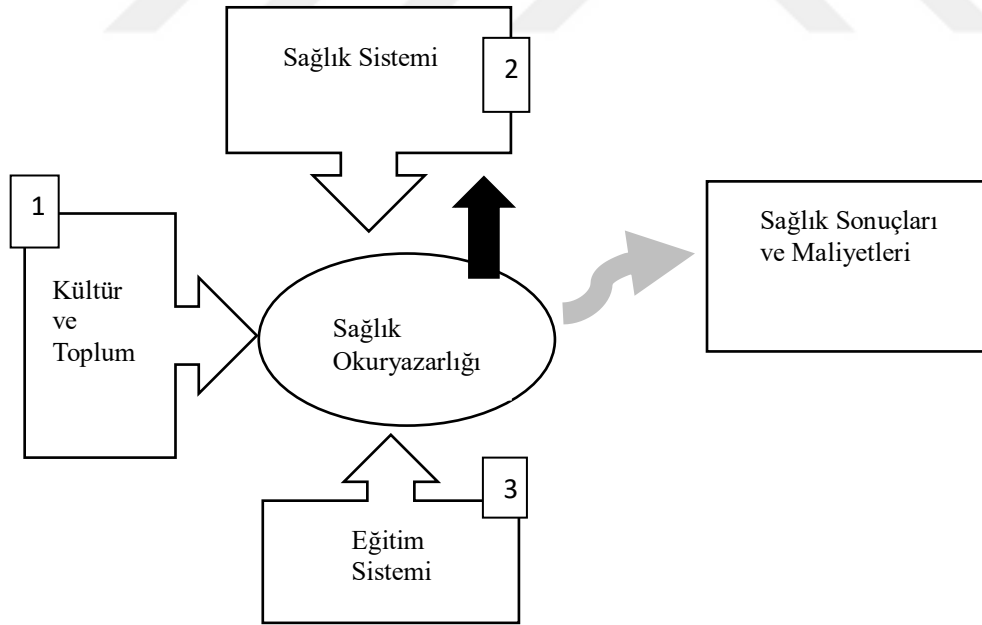 Sağlık Sistemi
2
1
Kültür
ve
Toplum
Sağlık
Okuryazarlığı
Sağlık Sonuçları
ve Maliyetleri
3
Eğitim
Sistemi